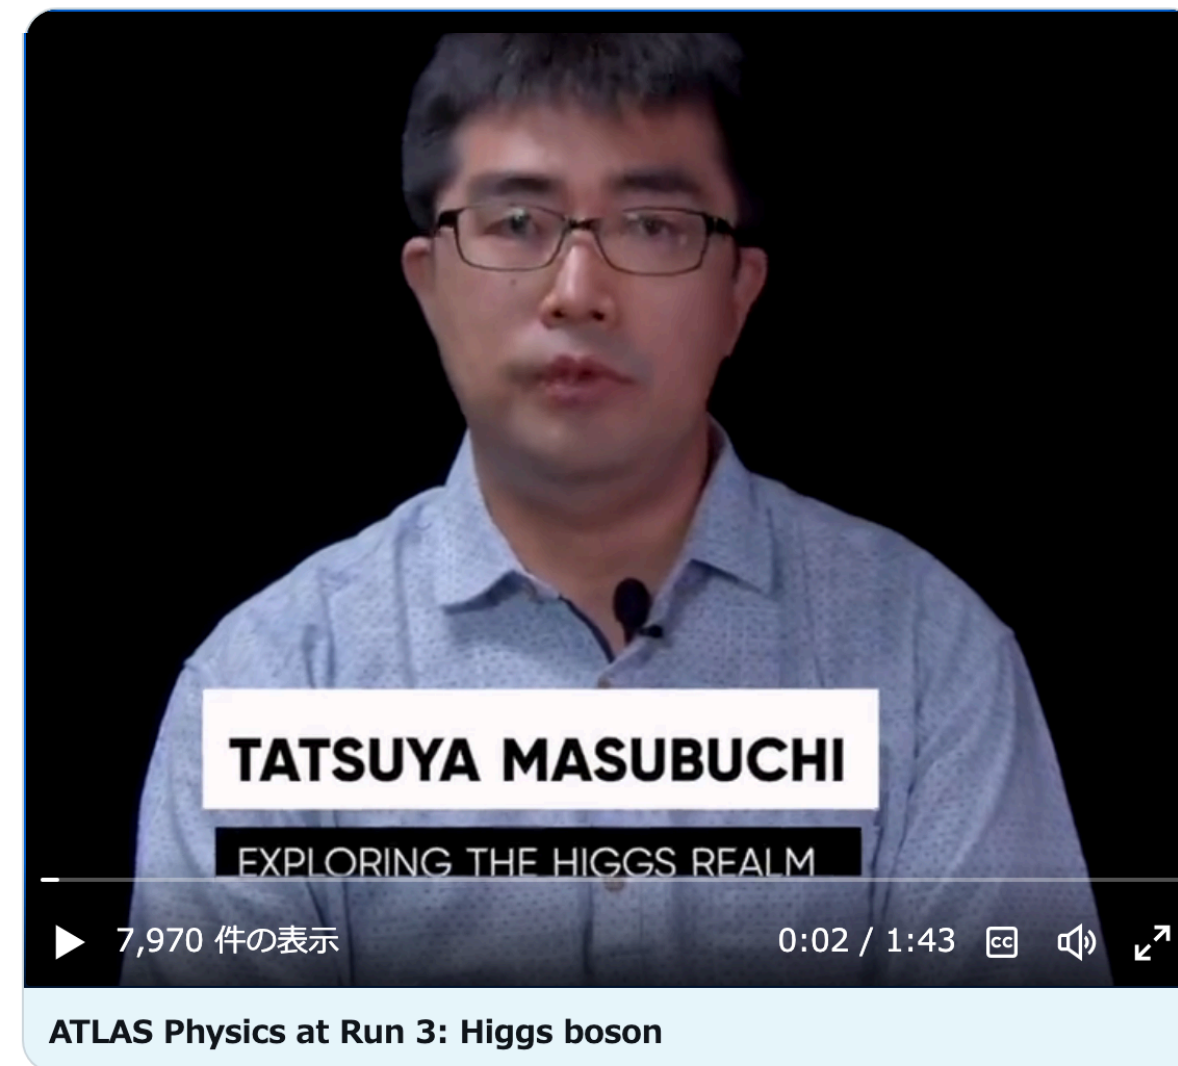 TATSUYA MASUBUCHI
EXPLORING THE HIGGS REALM
7,970 件の表示
0:02 / 1:43
CC
ATLAS Physics at Run 3: Higgs boson